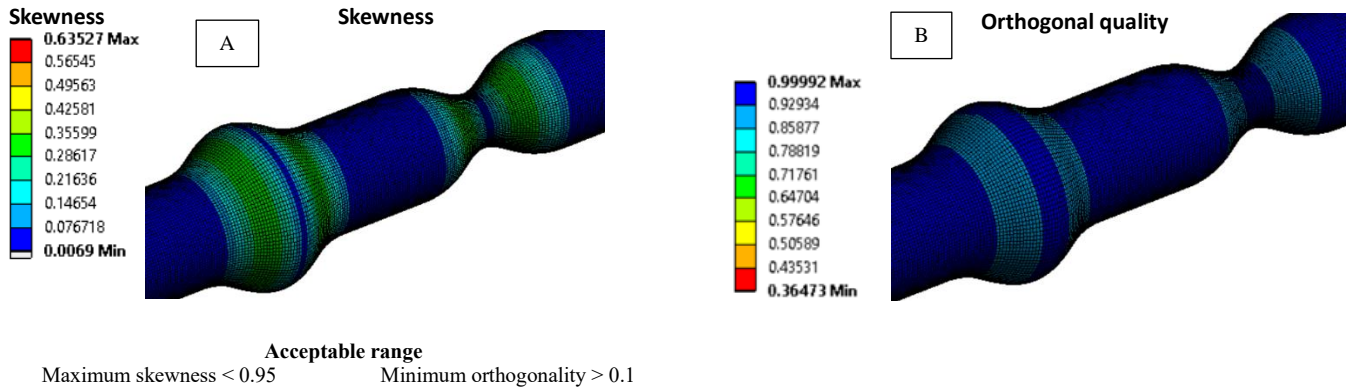 Skewness
0.63527 Max
0.56545
0.49563
0.42581
0.35599
0.28617
0.21636
0.14654
0.076718
0.0069 Min
A
Skewness
B
Orthogonal quality
0.99992 Max
0.92934
0.85877
0.78819
0.71761
0.64704
0.57646
0.50589
0.43531
0.36473 Min
Acceptable range
Maximum skewness < 0.95 Minimum orthogonality > 0.1